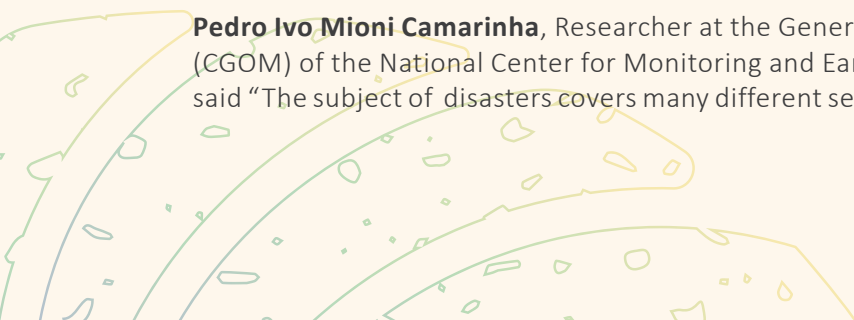 Pedro Ivo Mioni Camarinha, Researcher at the Gener
(CGOM) of the National Center for Monitoring and Ea
said “The subject of disasters covers many different se